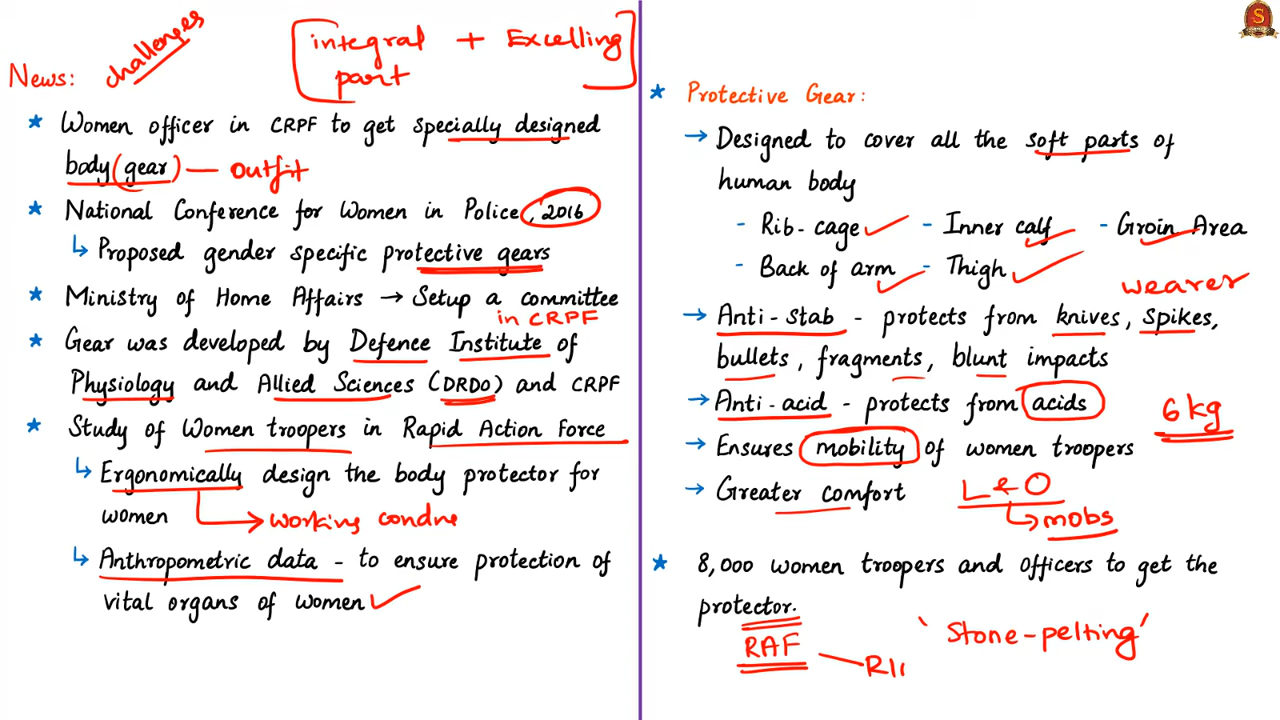 challenges
[integral + Excelling]
part
News:
★ Women officer in CRPF to get specially designed
body (gear) — outfit
★ National Conference for Women in Police, 2016
↳ Proposed gender specific protective gears
★ Ministry of Home Affairs → Setup a committee
in CRPF
★ Gear was developed by Defence Institute of
Physiology and Allied Sciences (DRDO) and CRPF
★ Study of Women troopers in Rapid Action Force
↳ Ergonomically design the body protector for
women → working condne
↳ Anthropometric data - to ensure protection of
vital organs of women ✓
★ Protective Gear:
→ Designed to cover all the soft parts of
human body
- Rib-cage ✓ - Inner calf ✓ - Groin Area ✓
- Back of arm ✓ - Thigh ✓
wearer
→ Anti-stab - protects from knives, spikes,
bullets, fragments, blunt impacts
→ Anti-acid - protects from acids
6 kg
→ Ensures mobility of women troopers
→ Greater comfort L & O
↳ mobs
★ 8,000 women troopers and officers to get the
protector.
'Stone-pelting'
RAF
S